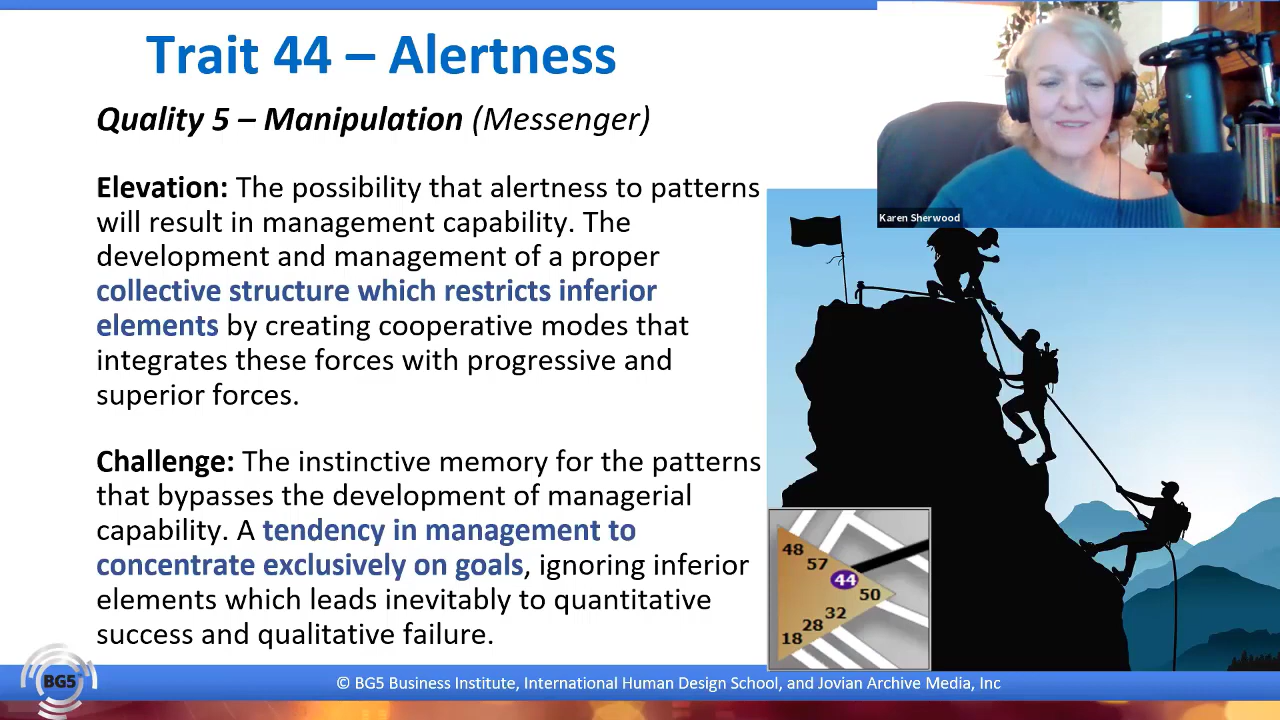 Trait 44 – Alertness
Quality 5 – Manipulation (Messenger)
Elevation: The possibility that alertness to patterns
will result in management capability. The
development and management of a proper
collective structure which restricts inferior
elements by creating cooperative modes that
integrates these forces with progressive and
superior forces.
Challenge: The instinctive memory for the patterns
that bypasses the development of managerial
capability. A tendency in management to
concentrate exclusively on goals, ignoring inferior
elements which leads inevitably to quantitative
success and qualitative failure.
Karen Sherwood
48
57
44
50
32
28
18
BG5
© BG5 Business Institute, International Human Design School, and Jovian Archive Media, Inc